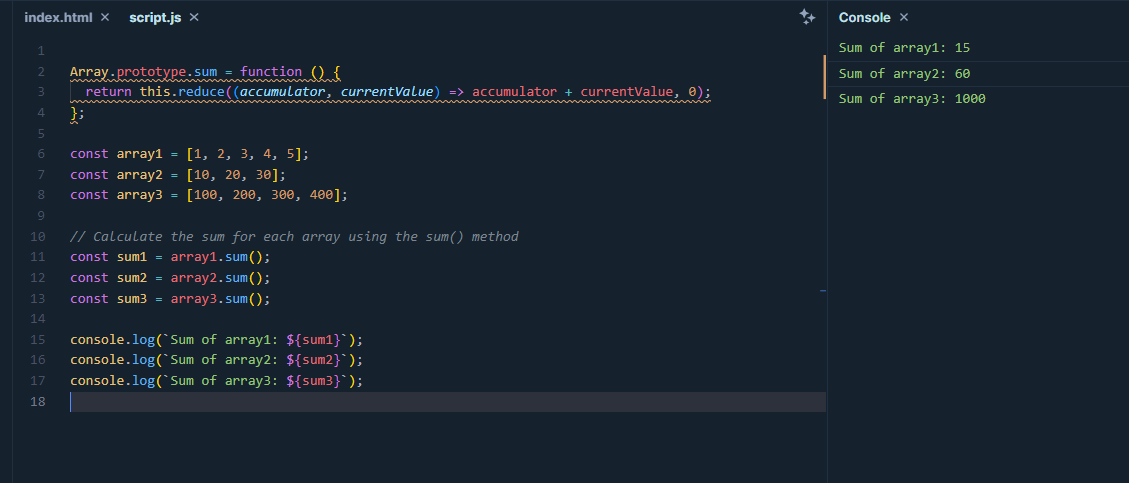 index.html × script.js ×
1
2 Array.prototype.sum = function () {
3 return this.reduce((accumulator, currentValue) => accumulator + currentValue, 0);
4 };
5
6 const array1 = [1, 2, 3, 4, 5];
7 const array2 = [10, 20, 30];
8 const array3 = [100, 200, 300, 400];
9
10 // Calculate the sum for each array using the sum() method
11 const sum1 = array1.sum();
12 const sum2 = array2.sum();
13 const sum3 = array3.sum();
14
15 console.log(`Sum of array1: ${sum1}`);
16 console.log(`Sum of array2: ${sum2}`);
17 console.log(`Sum of array3: ${sum3}`);
18
Console ×
Sum of array1: 15
Sum of array2: 60
Sum of array3: 1000